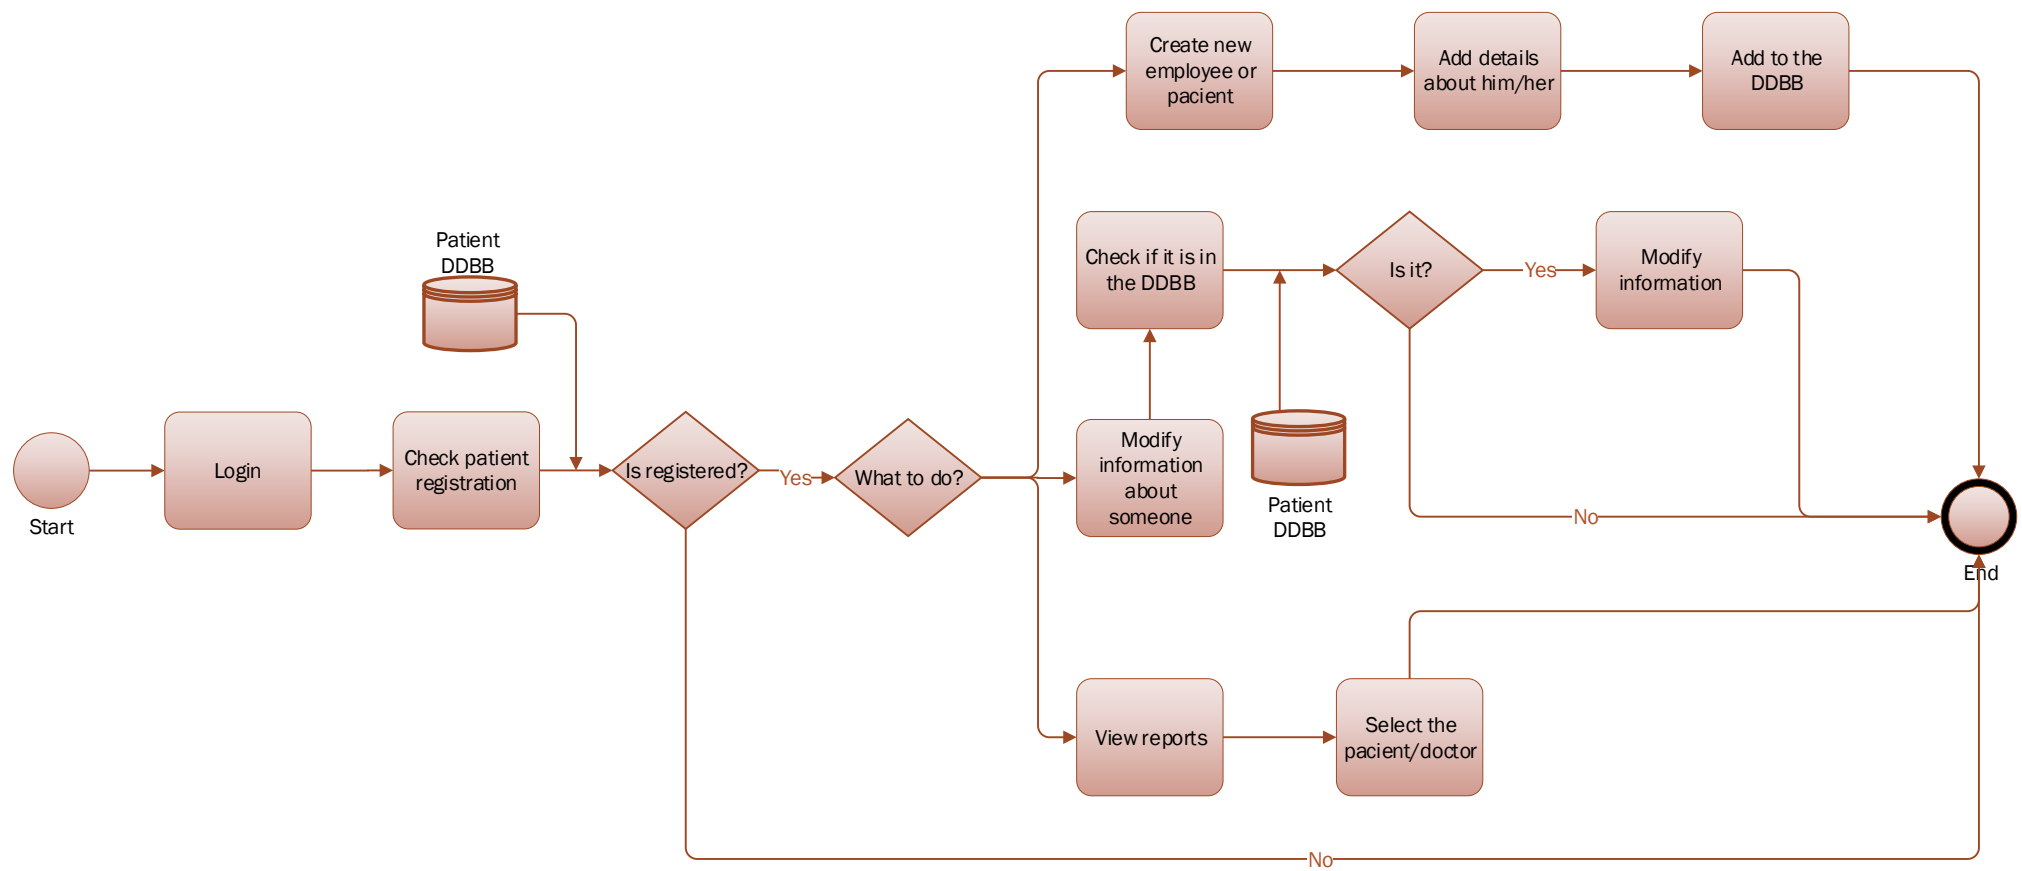 Create new
employee or
pacient
Add details
about him/her
Add to the
DDBB
Patient
DDBB
Check if it is in
the DDBB
Is it?
Yes
Modify
information
Start
Login
Check patient
registration
Is registered?
Yes
What to do?
Modify
information
about
someone
Patient
DDBB
No
End
View reports
Select the
pacient/doctor
No